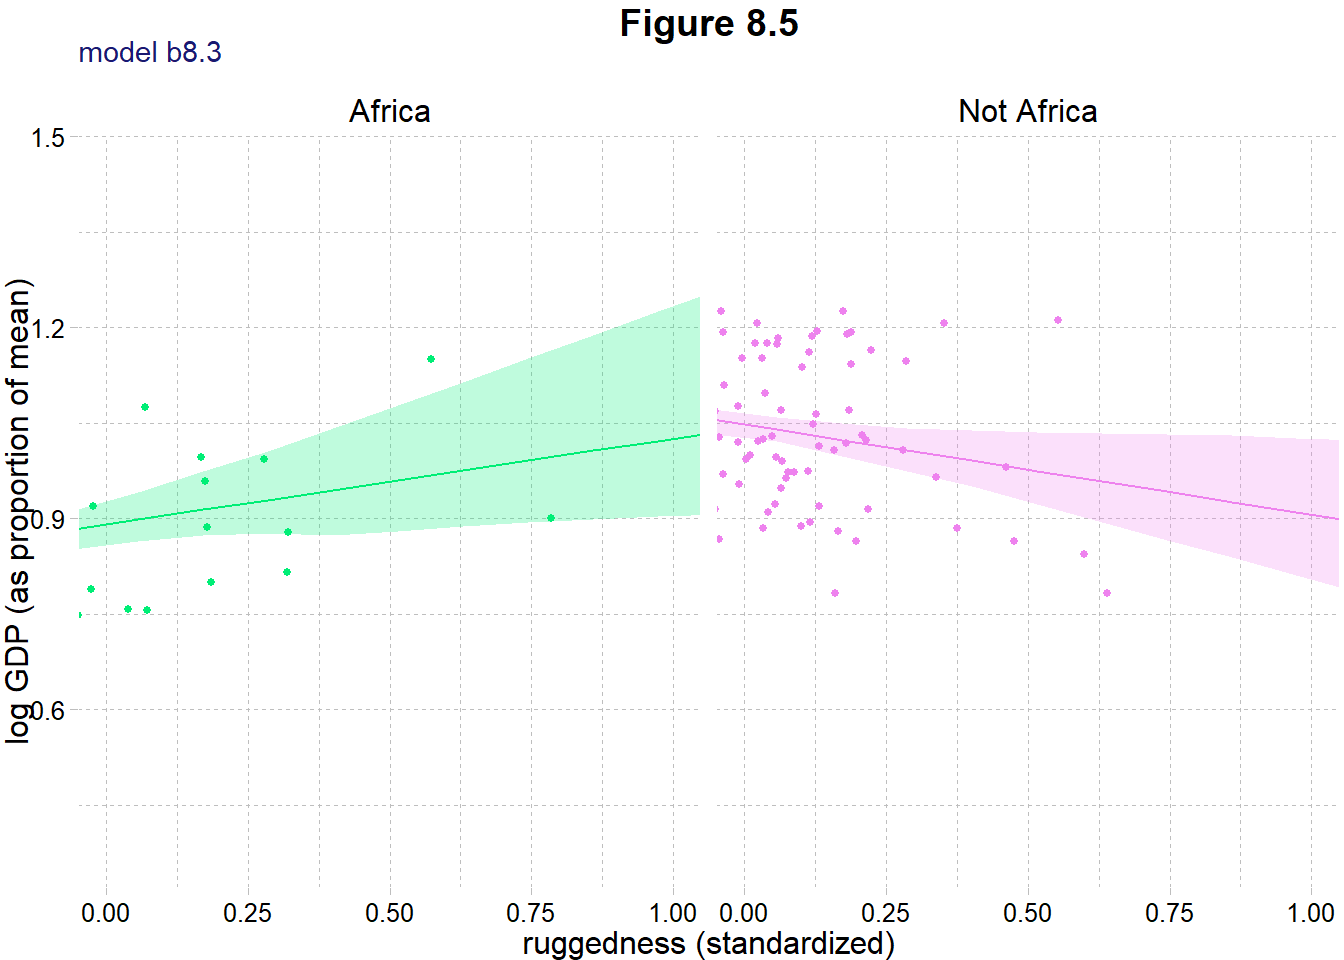 Figure 8.5
model b8.3
Africa
Not Africa
1.5
1.2
0.9
0.6
log GDP (as proportion of mean)
0.00 0.25 0.50 0.75 1.00 0.00 0.25 0.50 0.75 1.00
ruggedness (standardized)